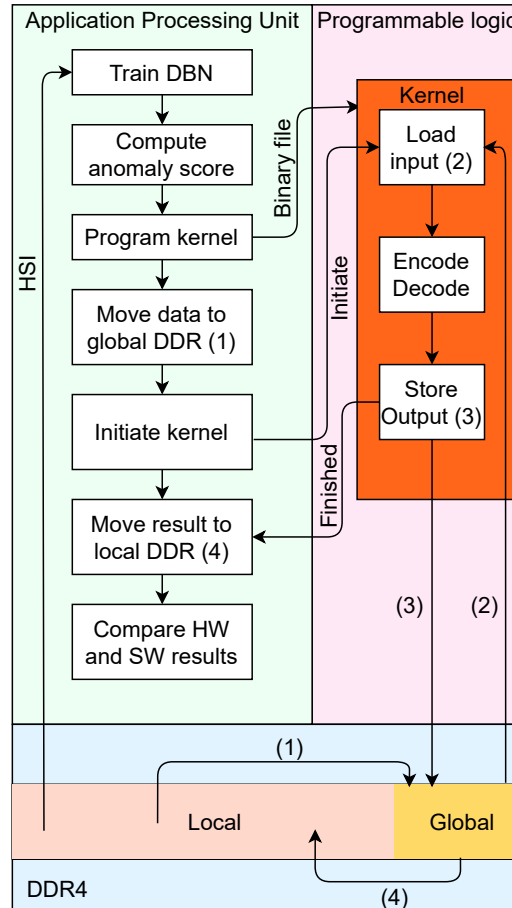 Application Processing Unit
Programmable logic
Train DBN
Compute
anomaly score
Program kernel
Move data to
global DDR (1)
Initiate kernel
Move result to
local DDR (4)
Compare HW
and SW results
HSI
Binary file
Initiate
Finished
Kernel
Load
input (2)
Encode
Decode
Store
Output (3)
(3)
(2)
(1)
Local
Global
(4)
DDR4